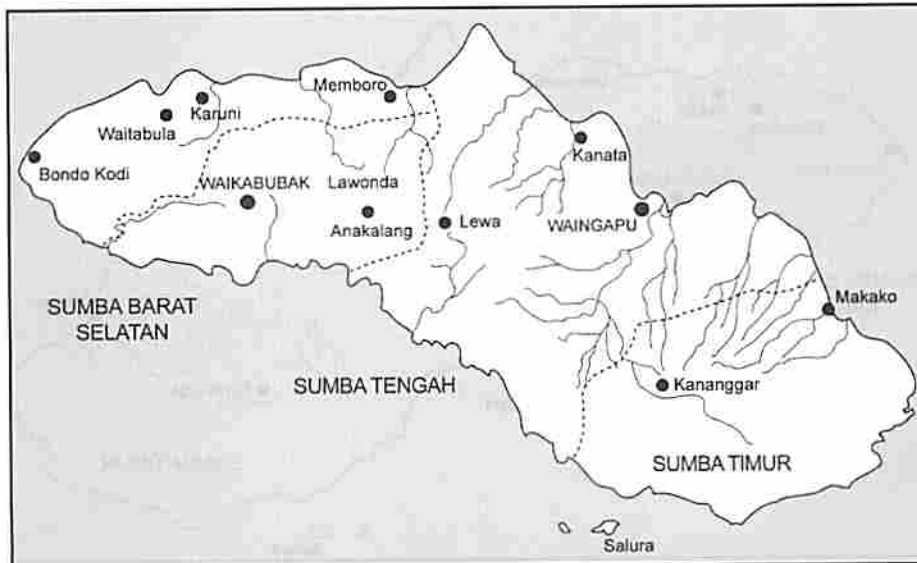 Memboro
Karuni
Waitabula
Kanata
Bondo Kodi
WAIKABUBAK
Lawonda
Anakalang
Lewa
WAINGAPU
SUMBA BARAT
SELATAN
Makako
SUMBA TENGAH
Kananggar
SUMBA TIMUR
Salura